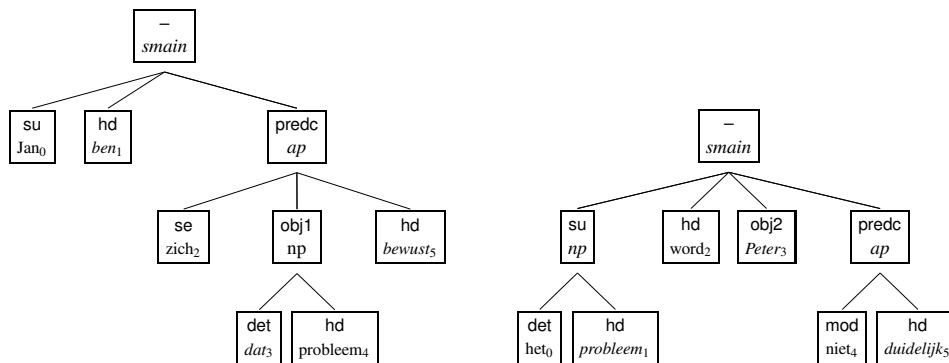 –
smain
su
Jan₀
hd
ben₁
predc
ap
se
zich₂
obj1
np
hd
bewust₅
det
dat₃
hd
probleem₄
–
smain
su
np
hd
word₂
obj2
Peter₃
predc
ap
det
het₀
hd
probleem₁
mod
niet₄
hd
duidelijk₅